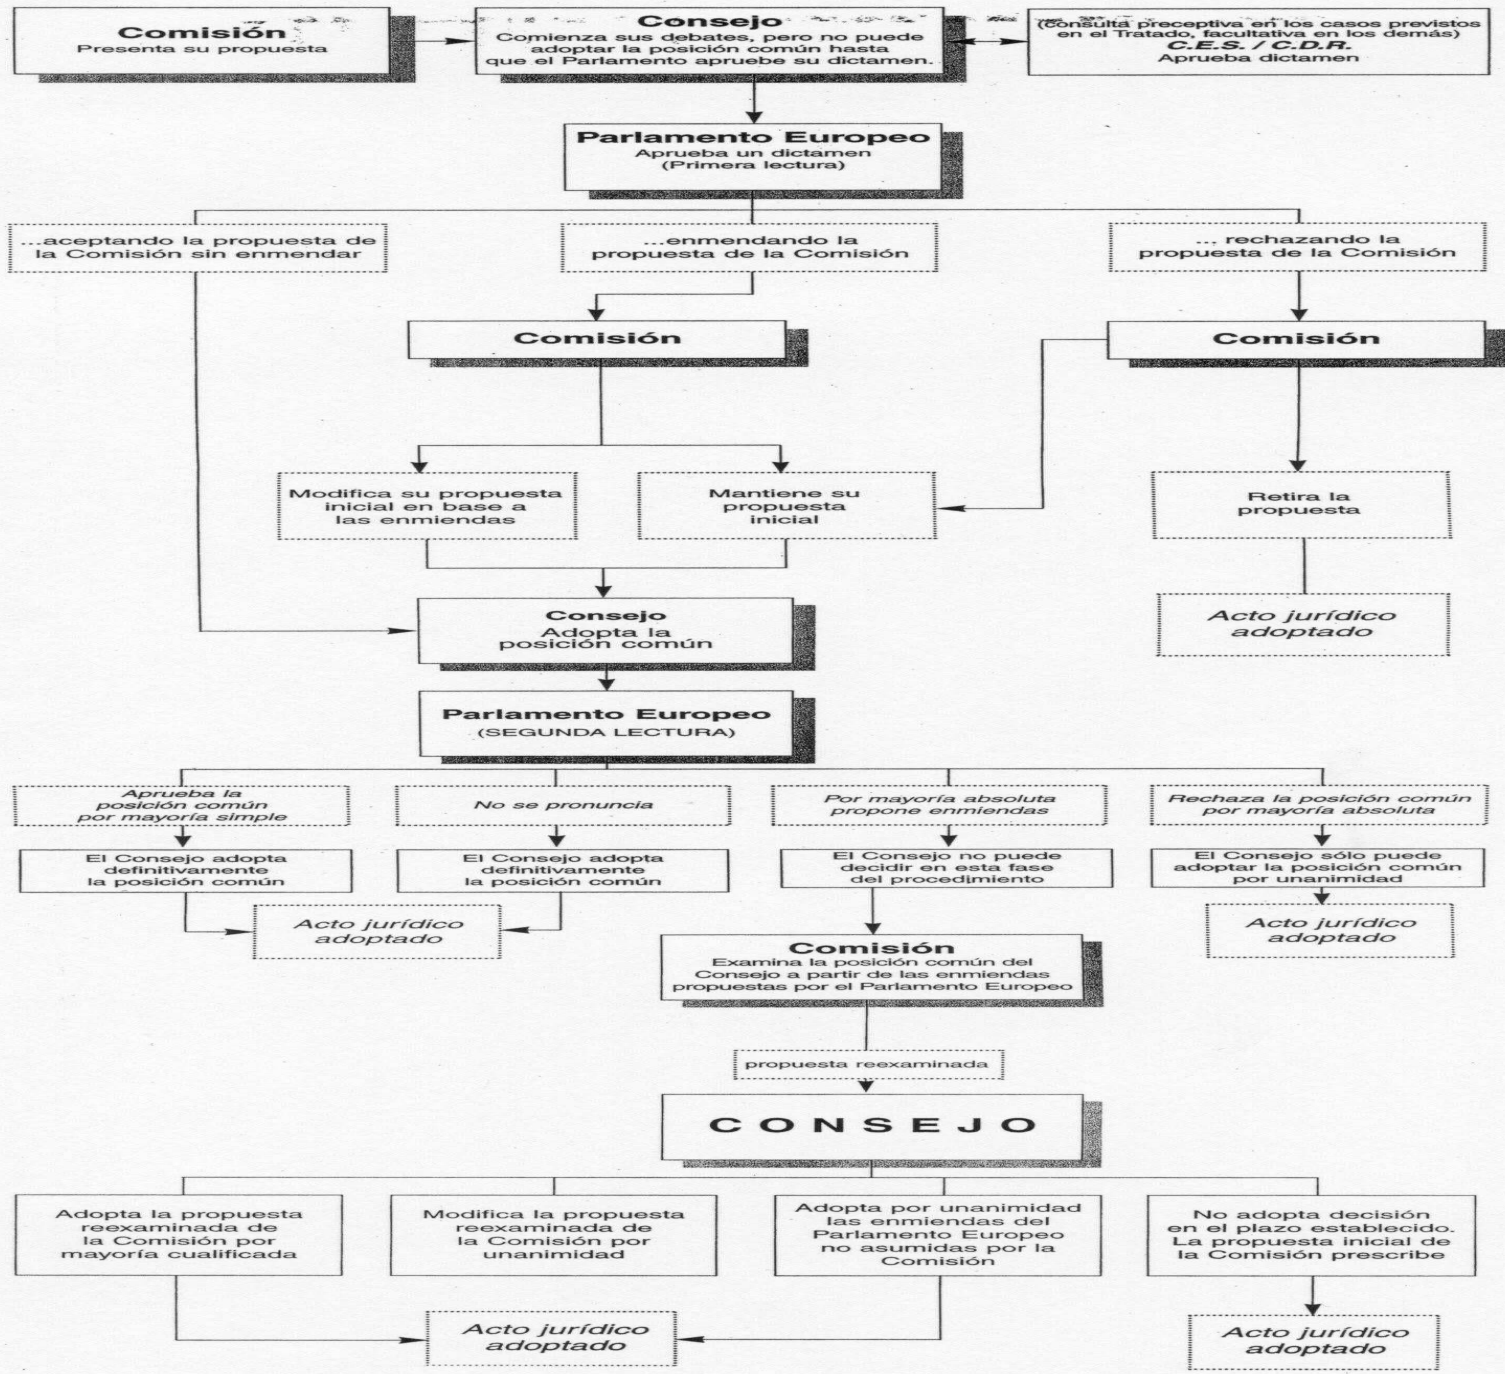 Comisión
Presenta su propuesta
Consejo
Comienza sus debates, pero no puede
adoptar la posición común hasta
que el Parlamento apruebe su dictamen.
(consulta preceptiva en los casos previstos
en el Tratado, facultativa en los demás)
C.E.S. / C.D.R.
Aprueba dictamen
Parlamento Europeo
Aprueba un dictamen
(Primera lectura)
...aceptando la propuesta de
la Comisión sin enmendar
...enmendando la
propuesta de la Comisión
... rechazando la
propuesta de la Comisión
Comisión
Comisión
Modifica su propuesta
inicial en base a
las enmiendas
Mantiene su
propuesta
inicial
Retira la
propuesta
Consejo
Adopta la
posición común
Acto jurídico
adoptado
Parlamento Europeo
(SEGUNDA LECTURA)
Aprueba la
posición común
por mayoría simple
No se pronuncia
Por mayoría absoluta
propone enmiendas
Rechaza la posición común
por mayoría absoluta
El Consejo adopta
definitivamente
la posición común
El Consejo adopta
definitivamente
la posición común
El Consejo no puede
decidir en esta fase
del procedimiento
El Consejo sólo puede
adoptar la posición común
por unanimidad
Acto jurídico
adoptado
Acto jurídico
adoptado
Comisión
Examina la posición común del
Consejo a partir de las enmiendas
propuestas por el Parlamento Europeo
propuesta reexaminada
CONSEJO
Adopta la propuesta
reexaminada de
la Comisión por
mayoría cualificada
Modifica la propuesta
reexaminada de
la Comisión por
unanimidad
Adopta por unanimidad
las enmiendas del
Parlamento Europeo
no asumidas por la
Comisión
No adopta decisión
en el plazo establecido.
La propuesta inicial de
la Comisión prescribe
Acto jurídico
adoptado
Acto jurídico
adoptado